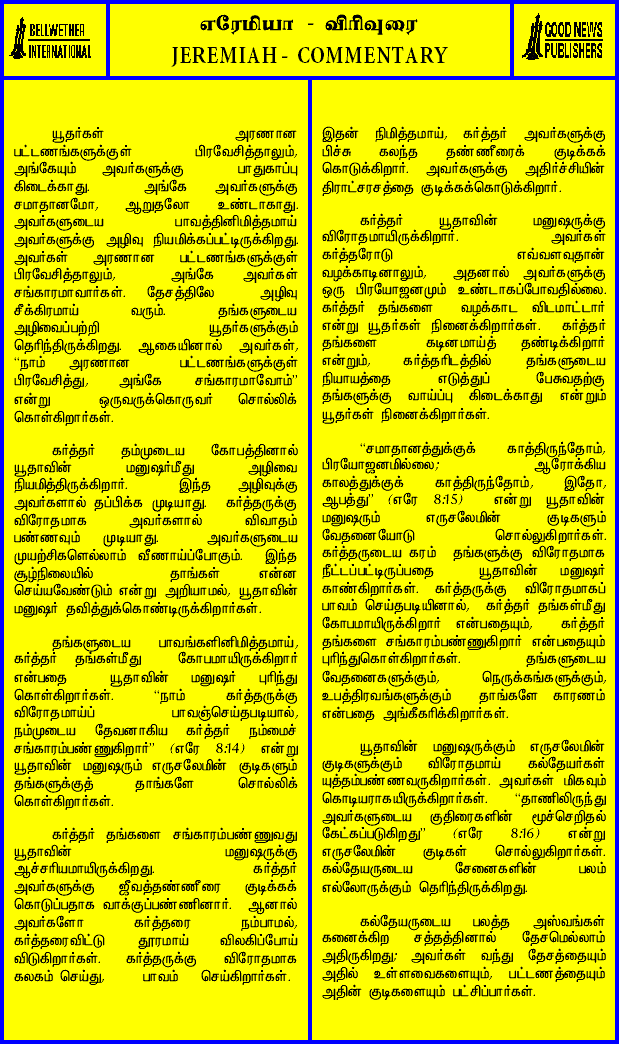 BELLWETHER
INTERNATIONAL
எரேமியா - விரிவுரை
JEREMIAH - COMMENTARY
GOOD NEWS
PUBLISHERS
யூதர்கள் அரணான
பட்டணங்களுக்குள் பிரவேசித்தாலும்,
அங்கேயும் அவர்களுக்கு பாதுகாப்பு
கிடைக்காது. அங்கே அவர்களுக்கு
சமாதானமோ, ஆறுதலோ உண்டாகாது.
அவர்களுடைய பாவத்தினிமித்தமாய்
அவர்களுக்கு அழிவு நியமிக்கப்பட்டிருக்கிறது.
அவர்கள் அரணான பட்டணங்களுக்குள்
பிரவேசித்தாலும், அங்கே அவர்கள்
சங்காரமாவார்கள். தேசத்திலே அழிவு
சீக்கிரமாய் வரும். தங்களுடைய
அழிவைப்பற்றி யூதர்களுக்கும்
தெரிந்திருக்கிறது. ஆகையினால் அவர்கள்,
“நாம் அரணான பட்டணங்களுக்குள்
பிரவேசித்து, அங்கே சங்காரமாவோம்”
என்று ஒருவருக்கொருவர் சொல்லிக்
கொள்கிறார்கள்.
கர்த்தர் தம்முடைய கோபத்தினால்
யூதாவின் மனுஷர்மீது அழிவை
நியமித்திருக்கிறார். இந்த அழிவுக்கு
அவர்களால் தப்பிக்க முடியாது. கர்த்தருக்கு
விரோதமாக அவர்களால் விவாதம்
பண்ணவும் முடியாது. அவர்களுடைய
முயற்சிகளெல்லாம் வீணாய்ப்போகும். இந்த
சூழ்நிலையில் தாங்கள் என்ன
செய்யவேண்டும் என்று அறியாமல், யூதாவின்
மனுஷர் தவித்துக்கொண்டிருக்கிறார்கள்.
தங்களுடைய பாவங்களினிமித்தமாய்,
கர்த்தர் தங்கள்மீது கோபமாயிருக்கிறார்
என்பதை யூதாவின் மனுஷர் புரிந்து
கொள்கிறார்கள். “நாம் கர்த்தருக்கு
விரோதமாய்ப் பாவஞ்செய்தபடியால்,
நம்முடைய தேவனாகிய கர்த்தர் நம்மைச்
சங்காரம்பண்ணுகிறார்” (எரே 8:14) என்று
யூதாவின் மனுஷரும் எருசலேமின் குடிகளும்
தங்களுக்குத் தாங்களே சொல்லிக்
கொள்கிறார்கள்.
கர்த்தர் தங்களை சங்காரம்பண்ணுவது
யூதாவின் மனுஷருக்கு
ஆச்சரியமாயிருக்கிறது. கர்த்தர்
அவர்களுக்கு ஜீவத்தண்ணீரை குடிக்கக்
கொடுப்பதாக வாக்குப்பண்ணினார். ஆனால்
அவர்களோ கர்த்தரை நம்பாமல்,
கர்த்தரைவிட்டு தூரமாய் விலகிப்போய்
விடுகிறார்கள். கர்த்தருக்கு விரோதமாக
கலகம் செய்து, பாவம் செய்கிறார்கள்.
இதன் நிமித்தமாய், கர்த்தர் அவர்களுக்கு
பிச்சு கலந்த தண்ணீரைக் குடிக்கக்
கொடுக்கிறார். அவர்களுக்கு அதிர்ச்சியின்
திராட்சரசத்தை குடிக்கக்கொடுக்கிறார்.
கர்த்தர் யூதாவின் மனுஷருக்கு
விரோதமாயிருக்கிறார். அவர்கள்
கர்த்தரோடு எவ்வளவுதான்
வழக்காடினாலும், அதனால் அவர்களுக்கு
ஒரு பிரயோஜனமும் உண்டாகப்போவதில்லை.
கர்த்தர் தங்களை வழக்காட விடமாட்டார்
என்று யூதர்கள் நினைக்கிறார்கள். கர்த்தர்
தங்களை கடினமாய்த் தண்டிக்கிறார்
என்றும், கர்த்தரிடத்தில் தங்களுடைய
நியாயத்தை எடுத்துப் பேசுவதற்கு
தங்களுக்கு வாய்ப்பு கிடைக்காது என்றும்
யூதர்கள் நினைக்கிறார்கள்.
“சமாதானத்துக்குக் காத்திருந்தோம்,
பிரயோஜனமில்லை; ஆரோக்கிய
காலத்துக்குக் காத்திருந்தோம், இதோ,
ஆபத்து” (எரே 8:15) என்று யூதாவின்
மனுஷரும் எருசலேமின் குடிகளும்
வேதனையோடு சொல்லுகிறார்கள்.
கர்த்தருடைய கரம் தங்களுக்கு விரோதமாக
நீட்டப்பட்டிருப்பதை யூதாவின் மனுஷர்
காண்கிறார்கள். கர்த்தருக்கு விரோதமாகப்
பாவம் செய்தபடியினால், கர்த்தர் தங்கள்மீது
கோபமாயிருக்கிறார் என்பதையும், கர்த்தர்
தங்களை சங்காரம்பண்ணுகிறார் என்பதையும்
புரிந்துகொள்கிறார்கள். தங்களுடைய
வேதனைகளுக்கும், நெருக்கங்களுக்கும்,
உபத்திரவங்களுக்கும் தாங்களே காரணம்
என்பதை அங்கீகரிக்கிறார்கள்.
யூதாவின் மனுஷருக்கும் எருசலேமின்
குடிகளுக்கும் விரோதமாய் கல்தேயர்கள்
யுத்தம்பண்ணவருகிறார்கள். அவர்கள் மிகவும்
கொடியராகயிருக்கிறார்கள். “தாணிலிருந்து
அவர்களுடைய குதிரைகளின் மூச்செறிதல்
கேட்கப்படுகிறது” (எரே 8:16) என்று
எருசலேமின் குடிகள் சொல்லுகிறார்கள்.
கல்தேயருடைய சேனைகளின் பலம்
எல்லோருக்கும் தெரிந்திருக்கிறது.
கல்தேயருடைய பலத்த அஸ்வங்கள்
கனைக்கிற சத்தத்தினால் தேசமெல்லாம்
அதிருகிறது; அவர்கள் வந்து தேசத்தையும்
அதில் உள்ளவைகளையும், பட்டணத்தையும்
அதின் குடிகளையும் பட்சிப்பார்கள்.